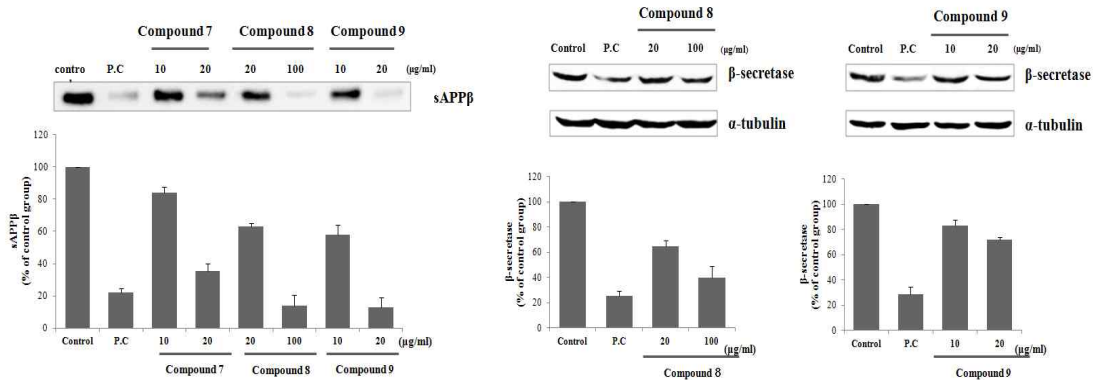 Compound 7 Compound 8 Compound 9
contro P.C 10 20 20 100 10 20 (μg/ml)
sAPPβ
120
100
80
60
40
20
0
sAPPβ
(% of control group)
Control P.C 10 20 20 100 10 20 (μg/ml)
Compound 7 Compound 8 Compound 9
Compound 8
Control P.C 20 100 (μg/ml)
β-secretase
α-tubulin
120
100
80
60
40
20
0
β-secretase
(% of control group)
Control P.C 20 100 (μg/ml)
Compound 8
Compound 9
Control P.C 10 20 (μg/ml)
β-secretase
α-tubulin
120
100
80
60
40
20
0
β-secretase
(% of control group)
Control P.C 10 20 (μg/ml)
Compound 9